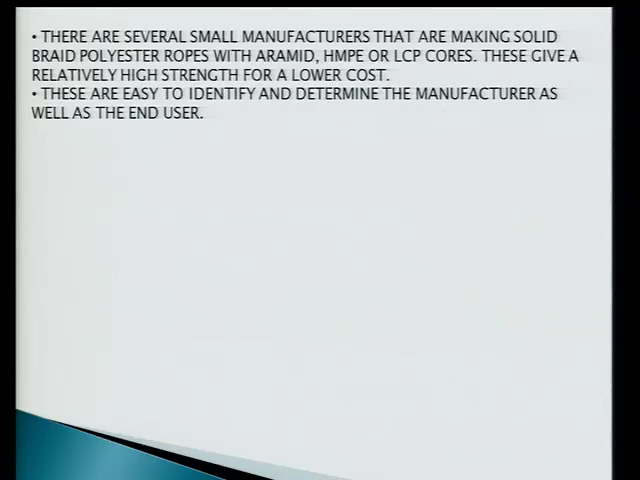 • THERE ARE SEVERAL SMALL MANUFACTURERS THAT ARE MAKING SOLID
BRAID POLYESTER ROPES WITH ARAMID, HMPE OR LCP CORES. THESE GIVE A
RELATIVELY HIGH STRENGTH FOR A LOWER COST.
• THESE ARE EASY TO IDENTIFY AND DETERMINE THE MANUFACTURER AS
WELL AS THE END USER.